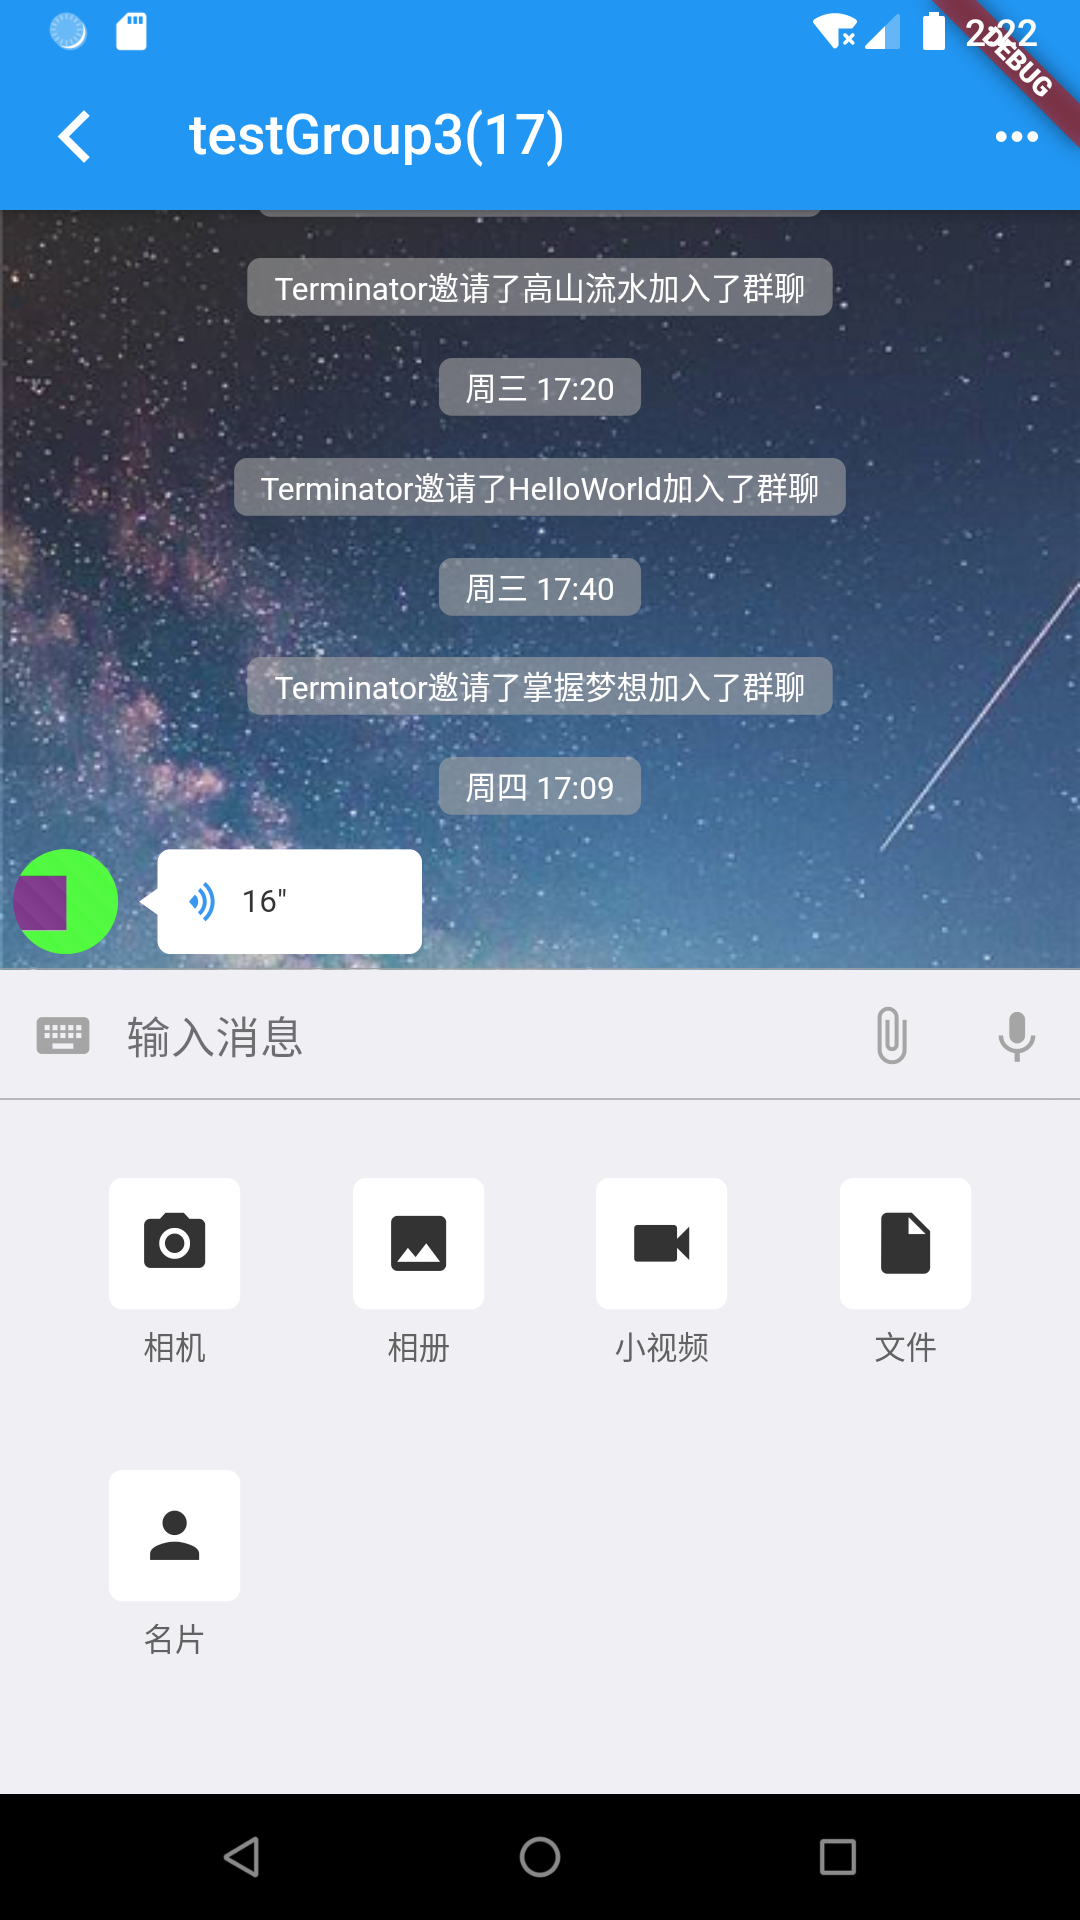 2:22
DEBUG
testGroup3(17)
Terminator邀请了高山流水加入了群聊
周三 17:20
Terminator邀请了HelloWorld加入了群聊
周三 17:40
Terminator邀请了掌握梦想加入了群聊
周四 17:09
16"
输入消息
相机
相册
小视频
文件
名片